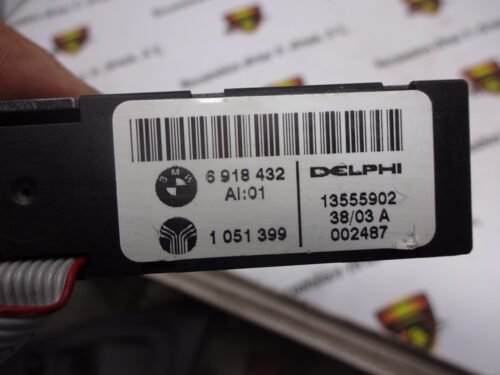 BMW
6 918 432
AI:01
1 051 399
DELPHI
13555902
38/03 A
002487